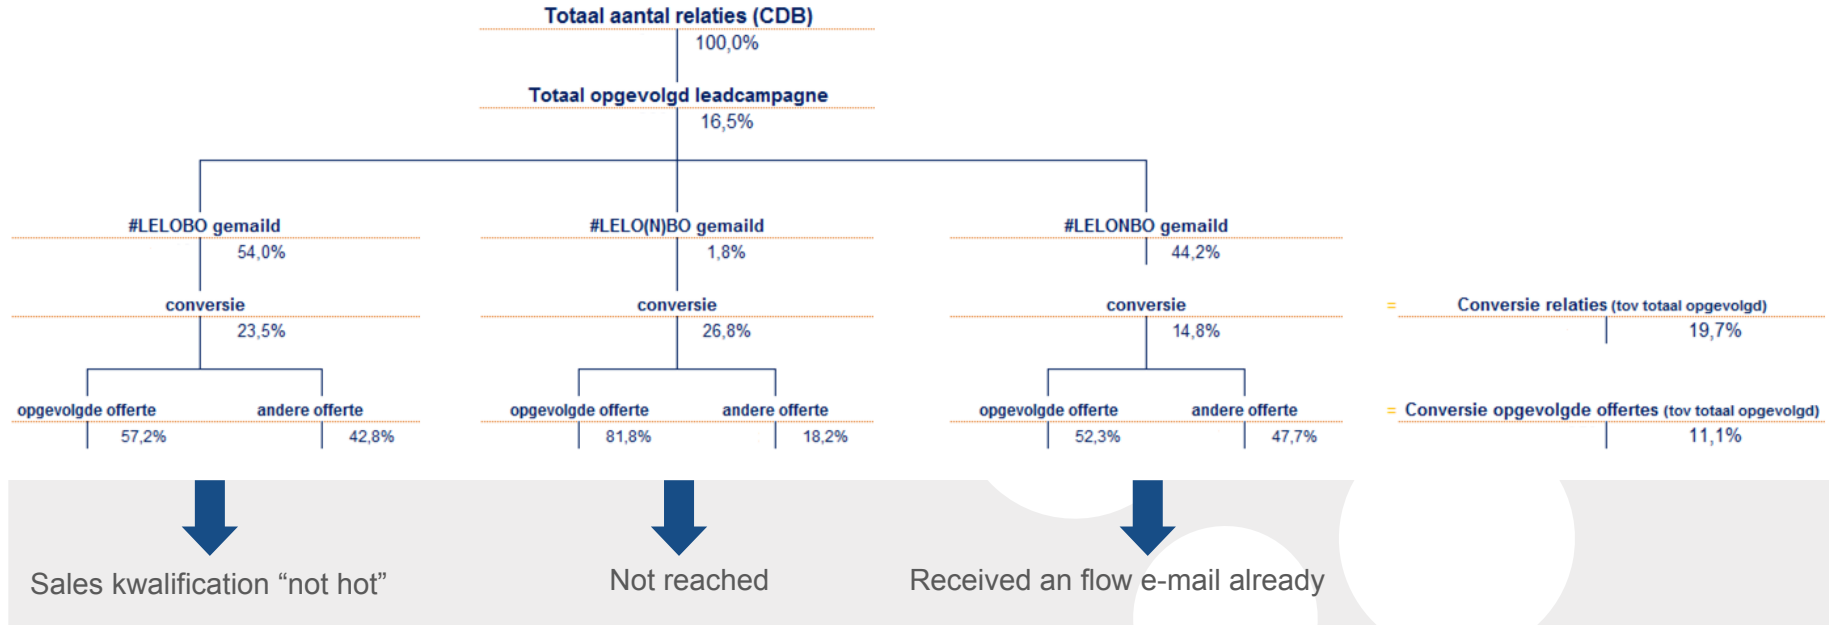 Totaal aantal relaties (CDB)
100,0%
Totaal opgevolgd leadcampagne
16,5%
#LELOBO gemaild
#LELO(N)BO gemaild
#LELONBO gemaild
54,0%
1,8%
44,2%
conversie
conversie
conversie
= Conversie relaties (tov totaal opgevolgd)
23,5%
26,8%
14,8%
19,7%
opgevolgde offerte
andere offerte
opgevolgde offerte
andere offerte
opgevolgde offerte
andere offerte
= Conversie opgevolgde offertes (tov totaal opgevolgd)
57,2%
42,8%
81,8%
18,2%
52,3%
47,7%
11,1%
Sales kwalification “not hot”
Not reached
Received an flow e-mail already